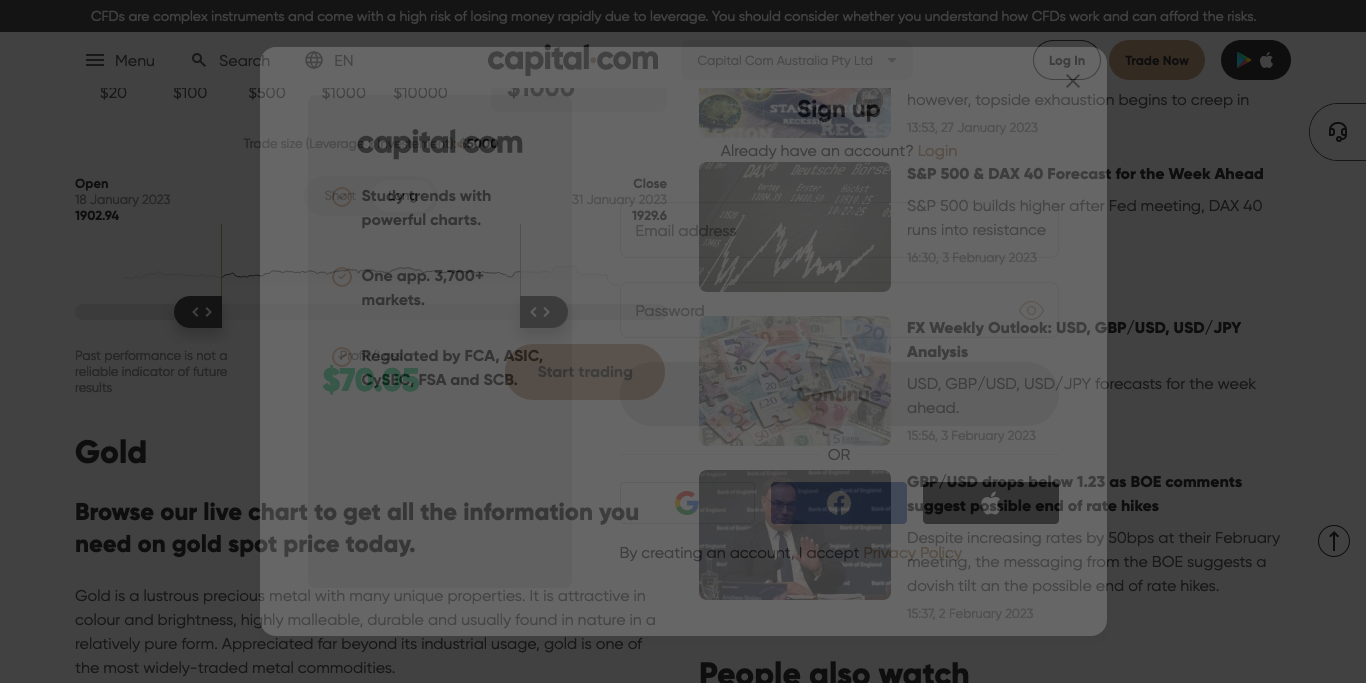 CFDs are complex instruments and come with a high risk of losing money rapidly due to leverage. You should consider whether you understand how CFDs work and can afford the risks.
Menu
Search
EN
capital.com
Capital Com Australia Pty Ltd
Log In
Trade Now
$20
$100
$500
$1000
$10000
$1000
Trade size (Leverage
5000
Open
18 January 2023
1902.94
Short
Long
Close
31 January 2023
1929.6
Past performance is not a
reliable indicator of future
results
$70.85
Start trading
Gold
Browse our live chart to get all the information you
need on gold spot price today.
Gold is a lustrous precious metal with many unique properties. It is attractive in
colour and brightness, highly malleable, durable and usually found in nature in a
relatively pure form. Appreciated far beyond its industrial usage, gold is one of
the most widely-traded metal commodities.
capital.com
Study trends with
powerful charts.
One app. 3,700+
markets.
Regulated by FCA, ASIC,
CySEC, FSA and SCB.
Sign up
Already have an account? Login
Email address
Password
Continue
OR
By creating an account, I accept Privacy Policy
however, topside exhaustion begins to creep in
13:53, 27 January 2023
S&P 500 & DAX 40 Forecast for the Week Ahead
S&P 500 builds higher after Fed meeting, DAX 40
runs into resistance
16:30, 3 February 2023
FX Weekly Outlook: USD, GBP/USD, USD/JPY
Analysis
USD, GBP/USD, USD/JPY forecasts for the week
ahead.
15:56, 3 February 2023
GBP/USD drops below 1.23 as BOE comments
suggest possible end of rate hikes
Despite increasing rates by 50bps at their February
meeting, the messaging from the BOE suggests a
dovish tilt an the possible end of rate hikes.
15:37, 2 February 2023
People also watch